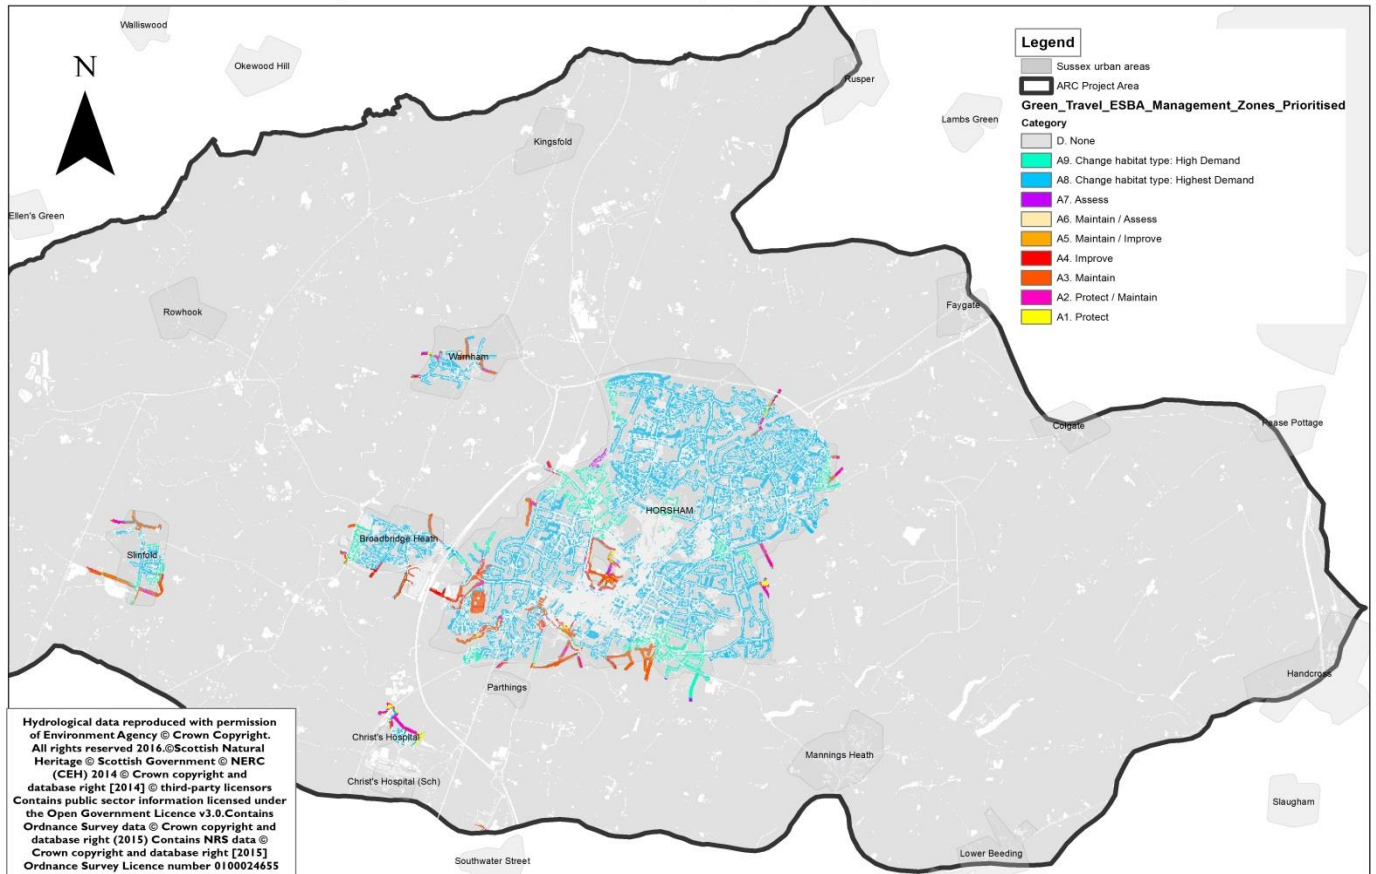 Walliswood
Okewood Hill
N
Rusper
Lambs Green
Kingsfold
Ellen's Green
Legend
Sussex urban areas
ARC Project Area
Green_Travel_ESBA_Management_Zones_Prioritised
Category
D. None
A9. Change habitat type: High Demand
A8. Change habitat type: Highest Demand
A7. Assess
A6. Maintain / Assess
A5. Maintain / Improve
A4. Improve
A3. Maintain
A2. Protect / Maintain
A1. Protect
Rowhook
Faygate
Warnham
Colgate
Pease Pottage
HORSHAM
Broadbridge Heath
Slinfold
Handcross
Parthings
Christ's Hospital
Mannings Heath
Christ's Hospital (Sch)
Slaugham
Southwater Street
Lower Beeding
Hydrological data reproduced with permission
of Environment Agency © Crown Copyright.
All rights reserved 2016.©Scottish Natural
Heritage © Scottish Government © NERC
(CEH) 2014 © Crown copyright and
database right [2014] © third-party licensors
Contains public sector information licensed under
the Open Government Licence v3.0.Contains
Ordnance Survey data © Crown copyright and
database right (2015) Contains NRS data ©
Crown copyright and database right [2015]
Ordnance Survey Licence number 0100024655